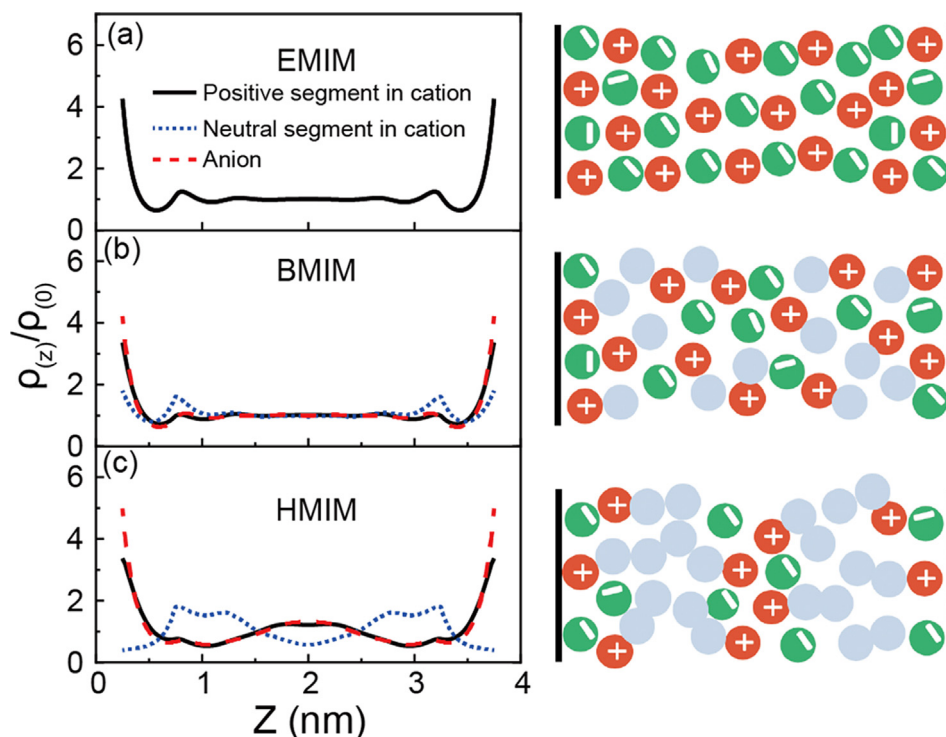 (a)
EMIM
Positive segment in cation
Neutral segment in cation
Anion
6
4
2
0
(b)
BMIM
6
4
2
0
ρ(z)/ρ(0)
(c)
HMIM
6
4
2
0
0 1 2 3 4
Z (nm)